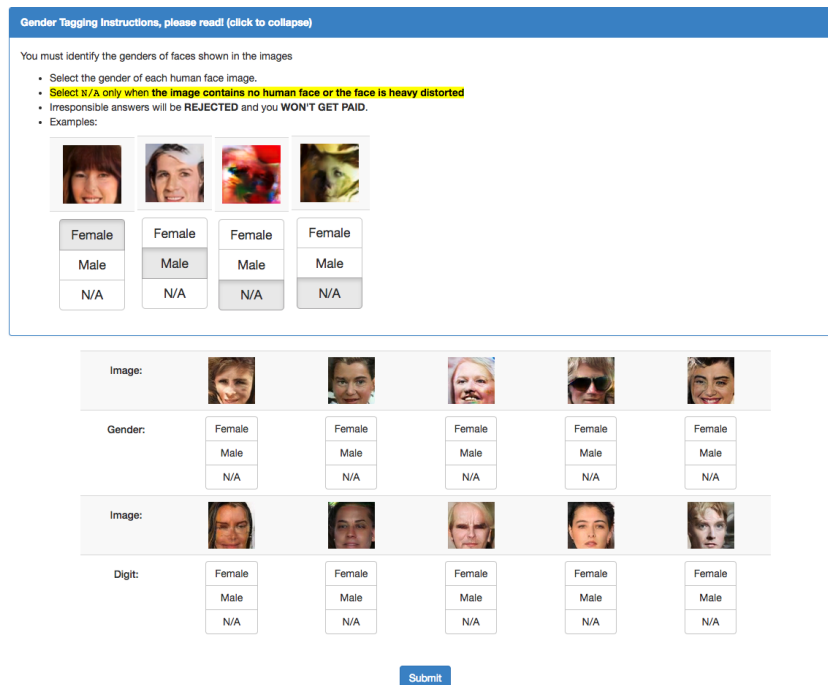 Gender Tagging Instructions, please read! (click to collapse)
You must identify the genders of faces shown in the images
Select the gender of each human face image.
Select N/A only when the image contains no human face or the face is heavy distorted
Irresponsible answers will be REJECTED and you WON'T GET PAID.
Examples:
Female Female Female Female
Male Male Male Male
N/A N/A N/A N/A
Image:
Gender: Female Female Female Female Female
Male Male Male Male Male
N/A N/A N/A N/A N/A
Image:
Digit: Female Female Female Female Female
Male Male Male Male Male
N/A N/A N/A N/A N/A
Submit